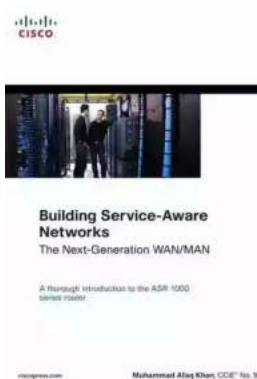 CISCO
Building Service-Aware
Networks
The Next-Generation WAN/MAN
A thorough introduction to the ASR 1000
series router
ciscopress.com
Muhammad Afaq Khan, CCIE® No. 9